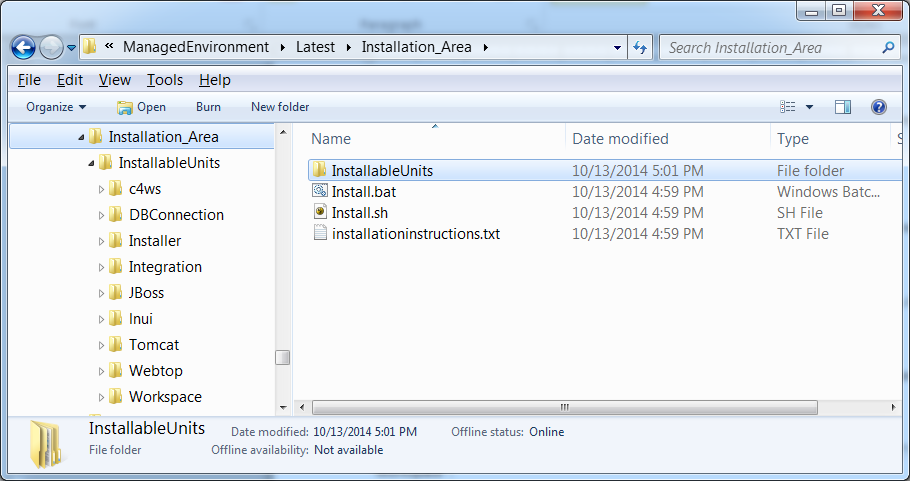 « ManagedEnvironment Latest Installation_Area Search Installation_Area
File Edit View Tools Help
Organize Open Burn New folder
Installation_Area
InstallableUnits
c4ws
DBConnection
Installer
Integration
JBoss
lnui
Tomcat
Webtop
Workspace
Name Date modified Type S
InstallableUnits 10/13/2014 5:01 PM File folder
Install.bat 10/13/2014 4:59 PM Windows Batc...
Install.sh 10/13/2014 4:59 PM SH File
installationinstructions.txt 10/13/2014 4:59 PM TXT File
InstallableUnits Date modified: 10/13/2014 5:01 PM Offline status: Online
File folder Offline availability: Not available